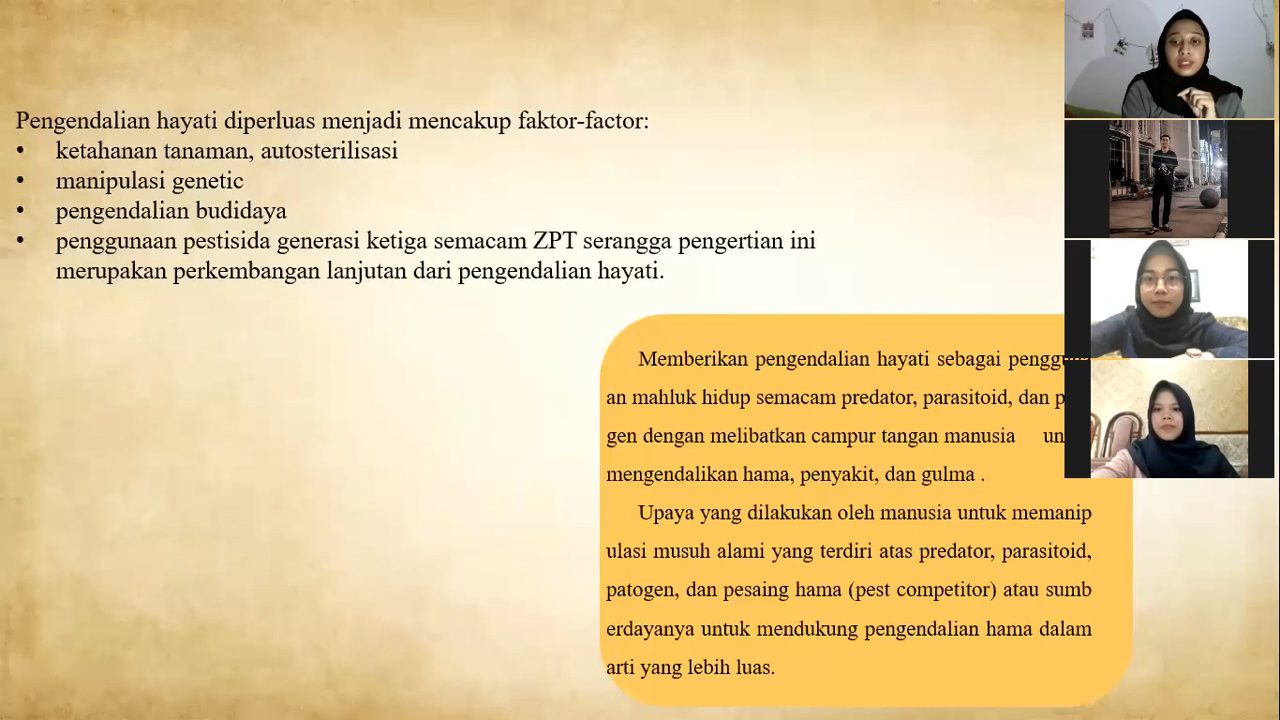 Pengendalian hayati diperluas menjadi mencakup faktor-factor:
• ketahanan tanaman, autosterilisasi
• manipulasi genetic
• pengendalian budidaya
• penggunaan pestisida generasi ketiga semacam ZPT serangga pengertian ini
merupakan perkembangan lanjutan dari pengendalian hayati.
Memberikan pengendalian hayati sebagai
an mahluk hidup semacam predator, parasitoid, dan
gen dengan melibatkan campur tangan manusia
mengendalikan hama, penyakit, dan gulma .
Upaya yang dilakukan oleh manusia untuk memanip
ulasi musuh alami yang terdiri atas predator, parasitoid,
patogen, dan pesaing hama (pest competitor) atau sumb
erdayanya untuk mendukung pengendalian hama dalam
arti yang lebih luas.